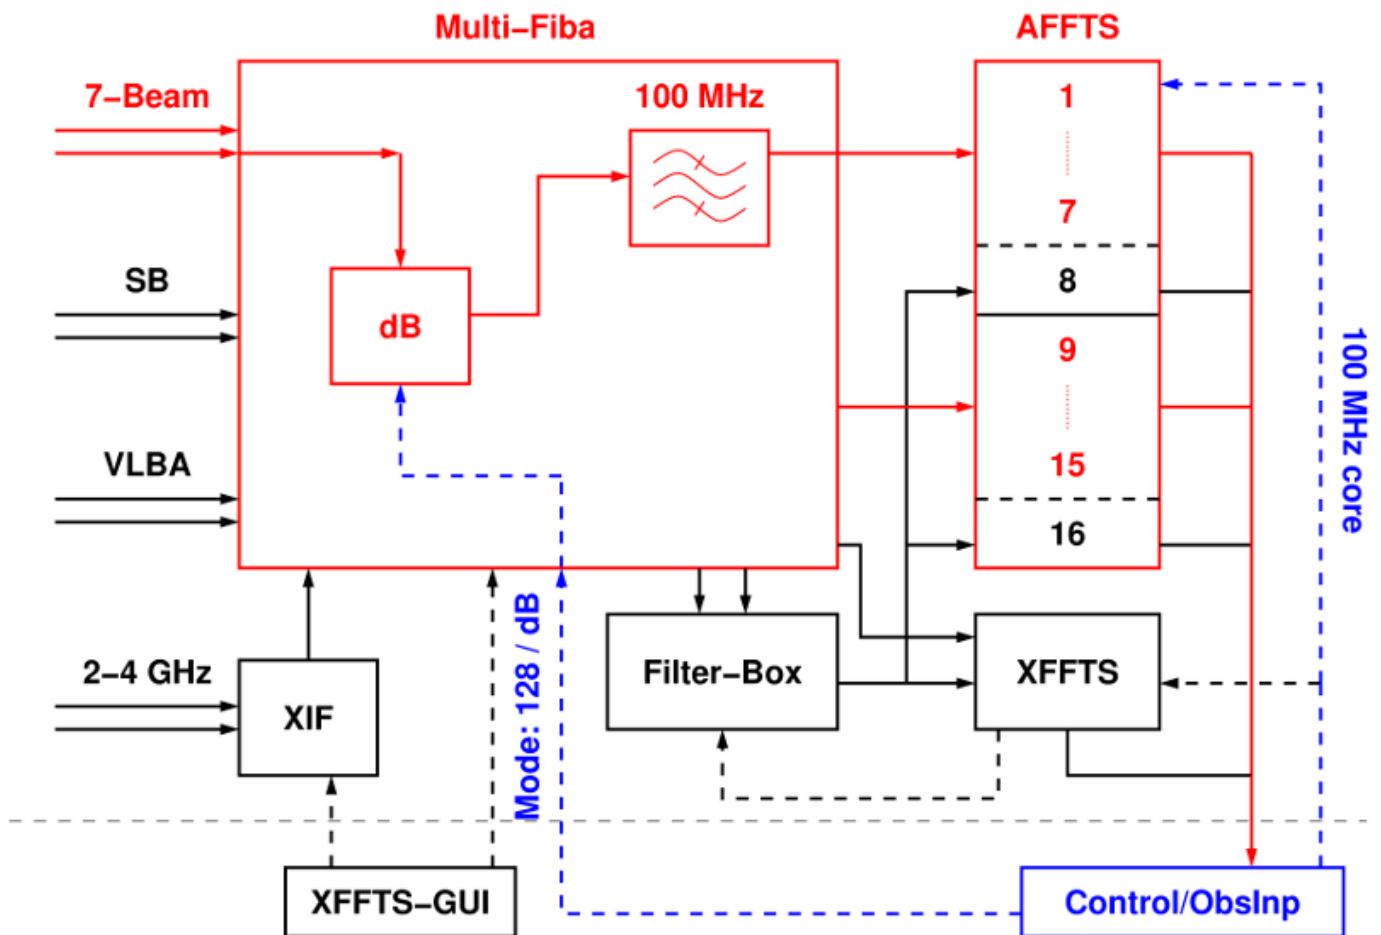 Multi–Fiba
AFFTS
7–Beam
100 MHz
1
7
SB
8
dB
9
100 MHz core
VLBA
15
16
Mode: 128 / dB
2–4 GHz
XIF
Filter–Box
XFFTS
XFFTS–GUI
Control/ObsInp